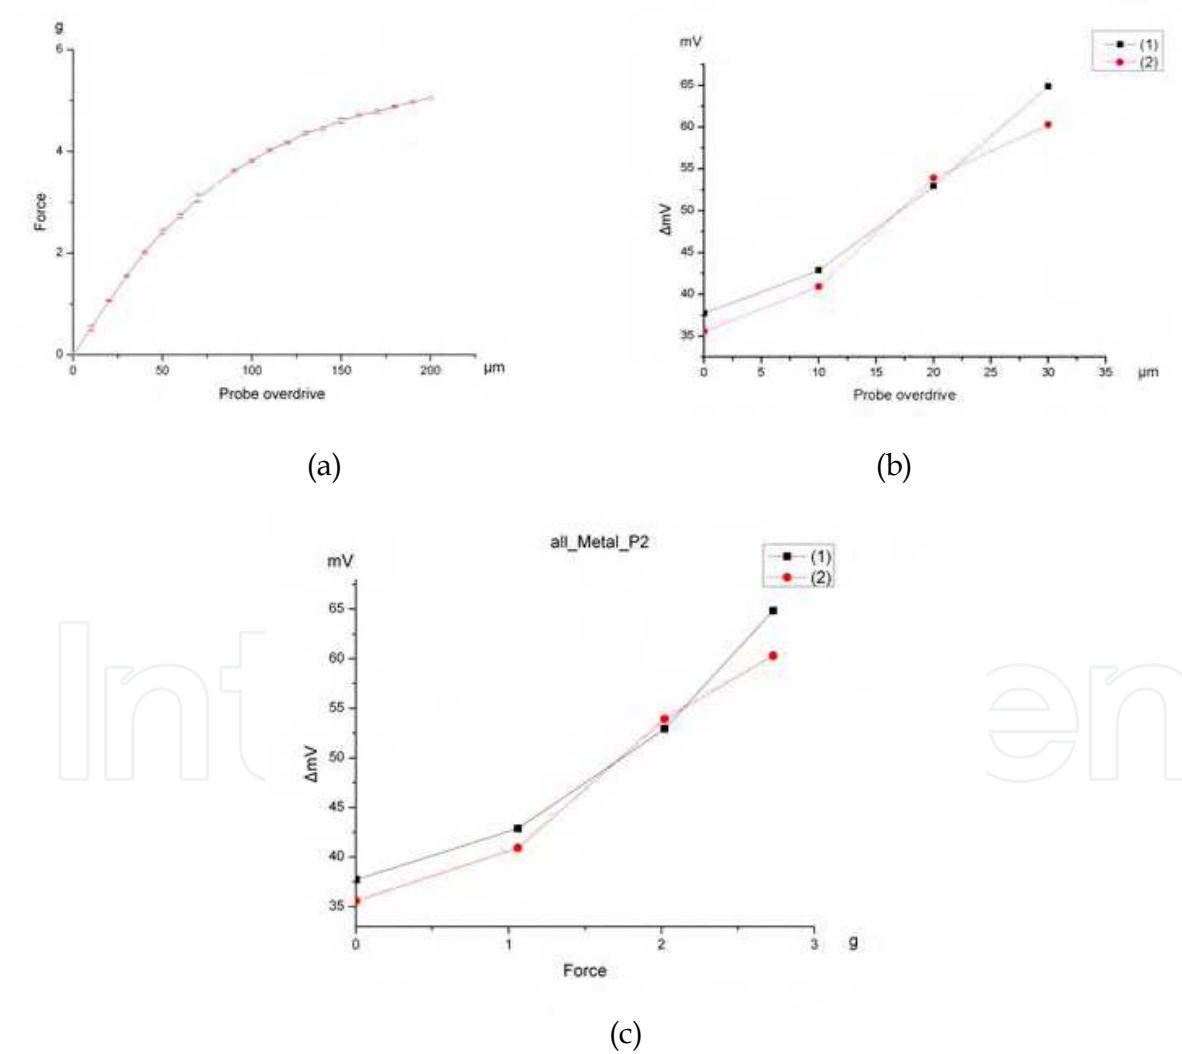 g
6
4
2
0
Force
0 50 100 150 200 µm
Probe overdrive
(a)
mV
(1)
(2)
65
60
55
50
45
40
35
ΔmV
0 5 10 15 20 25 30 35 µm
Probe overdrive
(b)
all_Metal_P2
mV
(1)
(2)
65
60
55
50
45
40
35
ΔmV
0 1 2 3 g
Force
(c)
Int
en